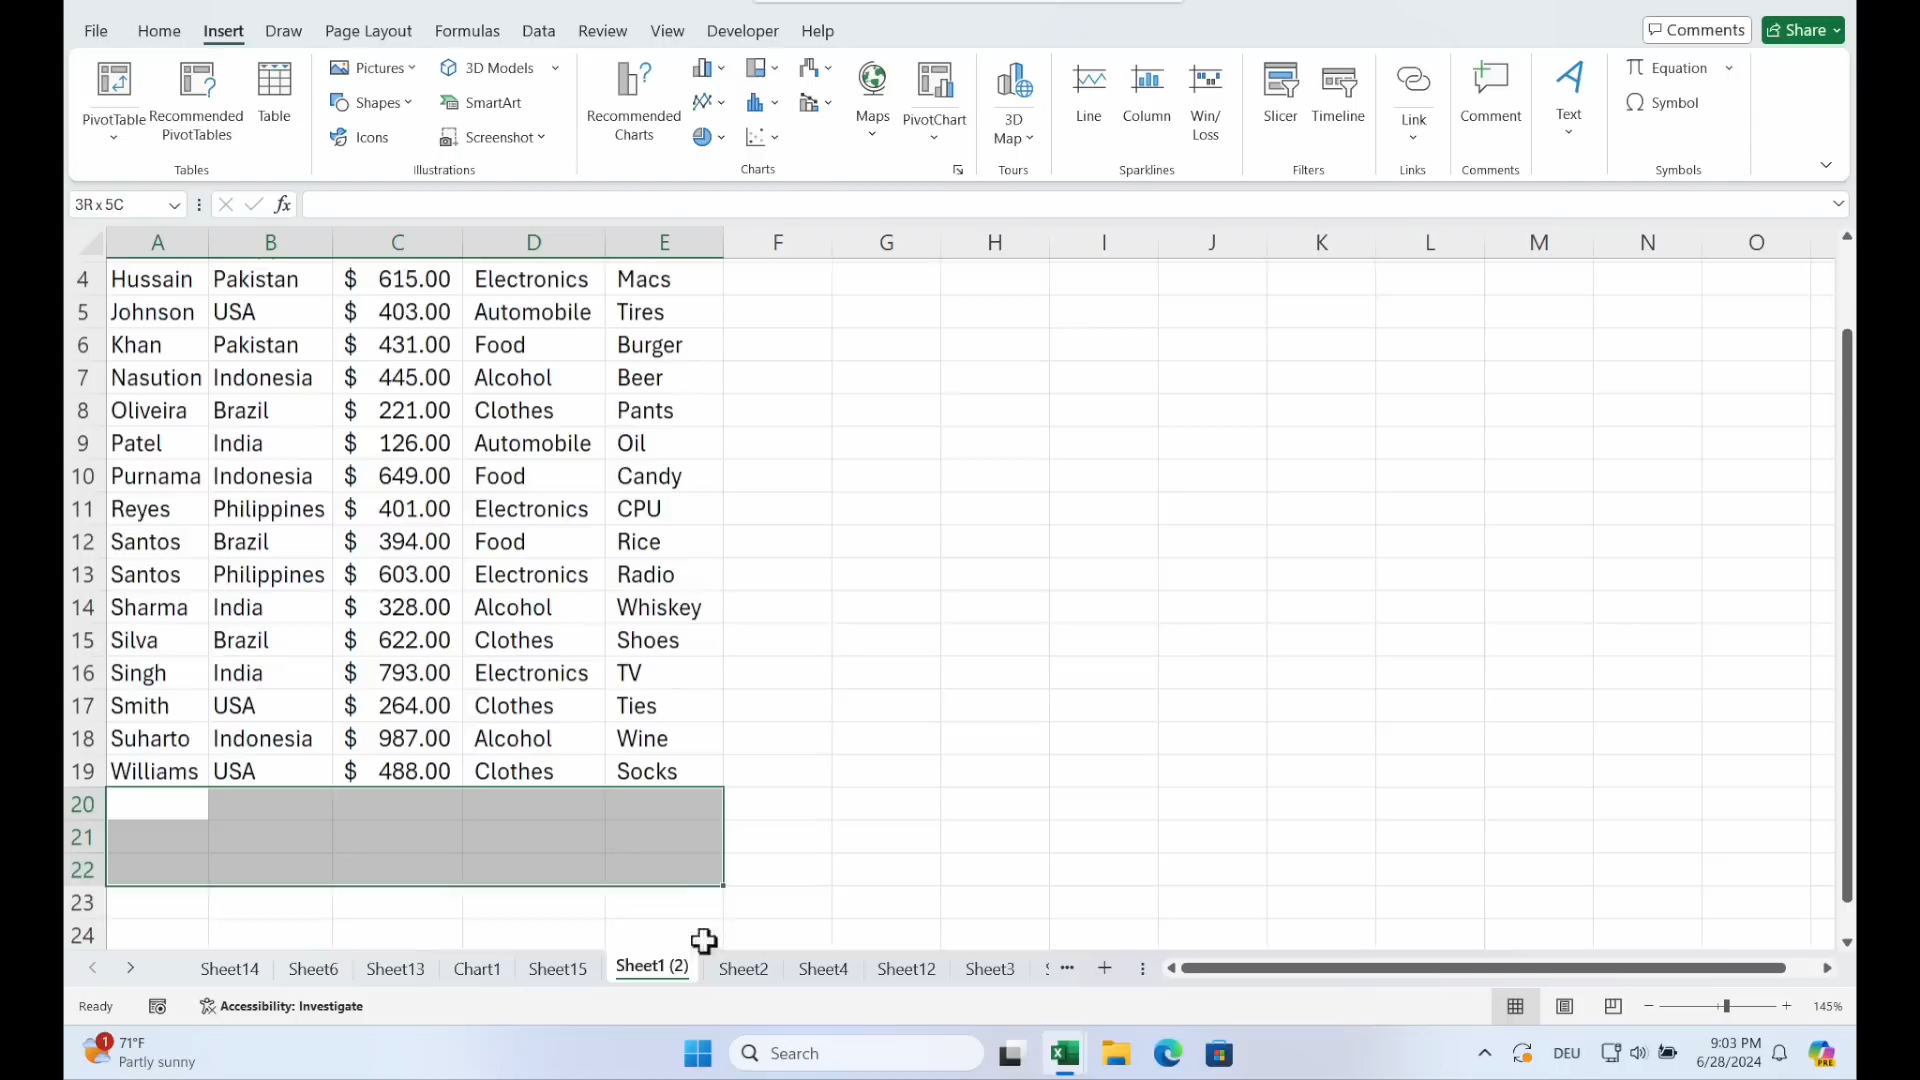 File Home Insert Draw Page Layout Formulas Data Review View Developer Help Comments Share
PivotTable Recommended PivotTables Table
Tables
Pictures 3D Models
Shapes SmartArt
Icons Screenshot
Illustrations
Recommended Charts
Maps PivotChart
Charts
3D Map
Tours
Line Column Win/Loss
Sparklines
Slicer Timeline
Filters
Link
Links
Comment
Comments
Text
Equation
Symbol
Symbols
3R x 5C fx
A B C D E F G H I J K L M N O
4 Hussain Pakistan $ 615.00 Electronics Macs
5 Johnson USA $ 403.00 Automobile Tires
6 Khan Pakistan $ 431.00 Food Burger
7 Nasution Indonesia $ 445.00 Alcohol Beer
8 Oliveira Brazil $ 221.00 Clothes Pants
9 Patel India $ 126.00 Automobile Oil
10 Purnama Indonesia $ 649.00 Food Candy
11 Reyes Philippines $ 401.00 Electronics CPU
12 Santos Brazil $ 394.00 Food Rice
13 Santos Philippines $ 603.00 Electronics Radio
14 Sharma India $ 328.00 Alcohol Whiskey
15 Silva Brazil $ 622.00 Clothes Shoes
16 Singh India $ 793.00 Electronics TV
17 Smith USA $ 264.00 Clothes Ties
18 Suharto Indonesia $ 987.00 Alcohol Wine
19 Williams USA $ 488.00 Clothes Socks
20
21
22
23
24
Sheet14 Sheet6 Sheet13 Chart1 Sheet15 Sheet1 (2) Sheet2 Sheet4 Sheet12 Sheet3 ...
Ready Accessibility: Investigate 145%
1 71°F Search DEU 9:03 PM
Partly sunny 6/28/2024 PRE